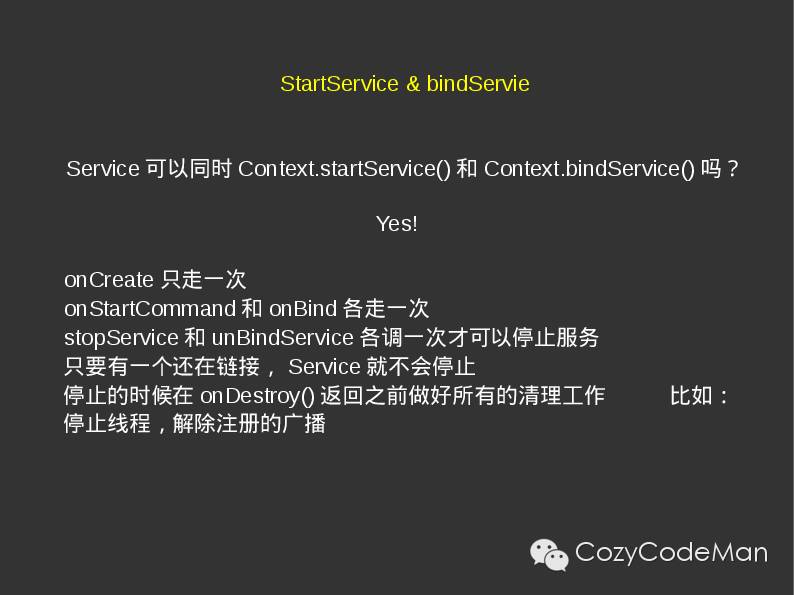 StartService & bindServie
Service 可以同时 Context.startService() 和 Context.bindService() 吗？
Yes!
onCreate 只走一次
onStartCommand 和 onBind 各走一次
stopService 和 unBindService 各调一次才可以停止服务
只要有一个还在链接， Service 就不会停止
停止的时候在 onDestroy() 返回之前做好所有的清理工作 比如：
停止线程，解除注册的广播
CozyCodeMan